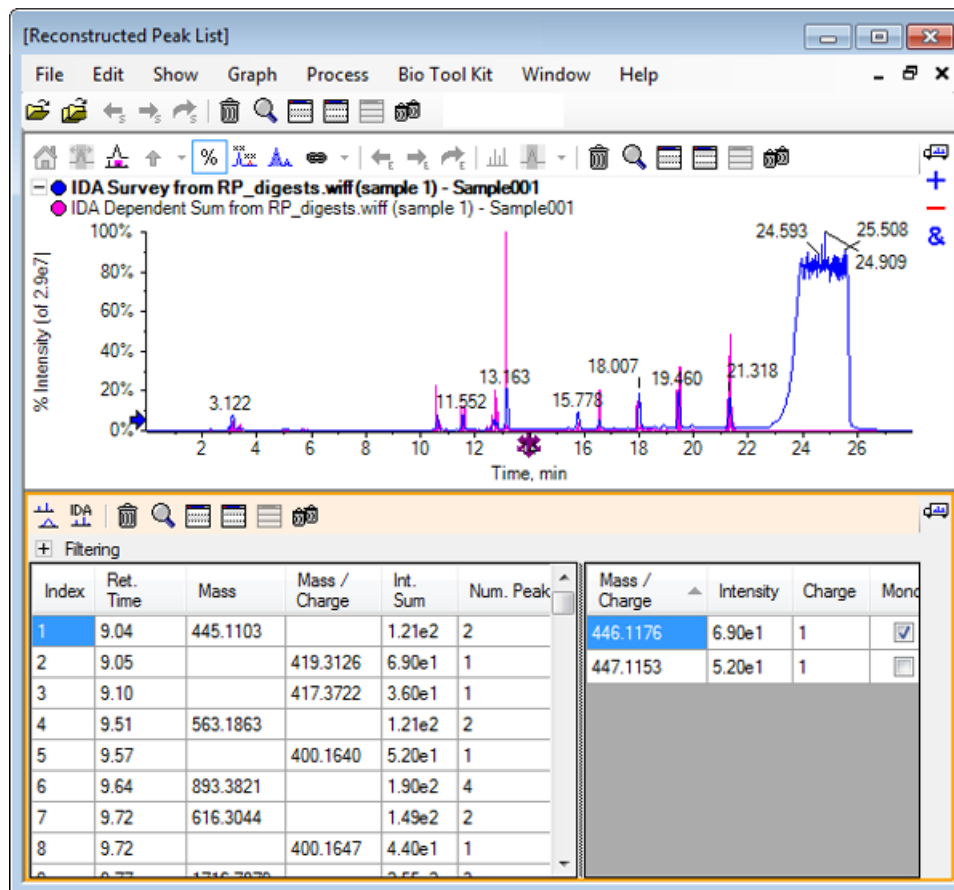 [Reconstructed Peak List]
File Edit Show Graph Process Bio Tool Kit Window Help
%
IDA Survey from RP_digests.wiff (sample 1) - Sample001
IDA Dependent Sum from RP_digests.wiff (sample 1) - Sample001
% Intensity (of 2.9e7)
100%
80%
60%
40%
20%
0%
3.122
11.552
13.163
15.778
18.007
19.460
21.318
24.593
25.508
24.909
2 4 6 8 10 12 14 16 18 20 22 24 26
Time, min
IDA
Filtering
Index Ret. Time Mass Mass / Charge Int. Sum Num. Peak
1 9.04 445.1103 1.21e2 2
2 9.05 419.3126 6.90e1 1
3 9.10 417.3722 3.60e1 1
4 9.51 563.1863 1.21e2 2
5 9.57 400.1640 5.20e1 1
6 9.64 893.3821 1.90e2 4
7 9.72 616.3044 1.49e2 2
8 9.72 400.1647 4.40e1 1
Mass / Charge Intensity Charge Mono
446.1176 6.90e1 1
447.1153 5.20e1 1